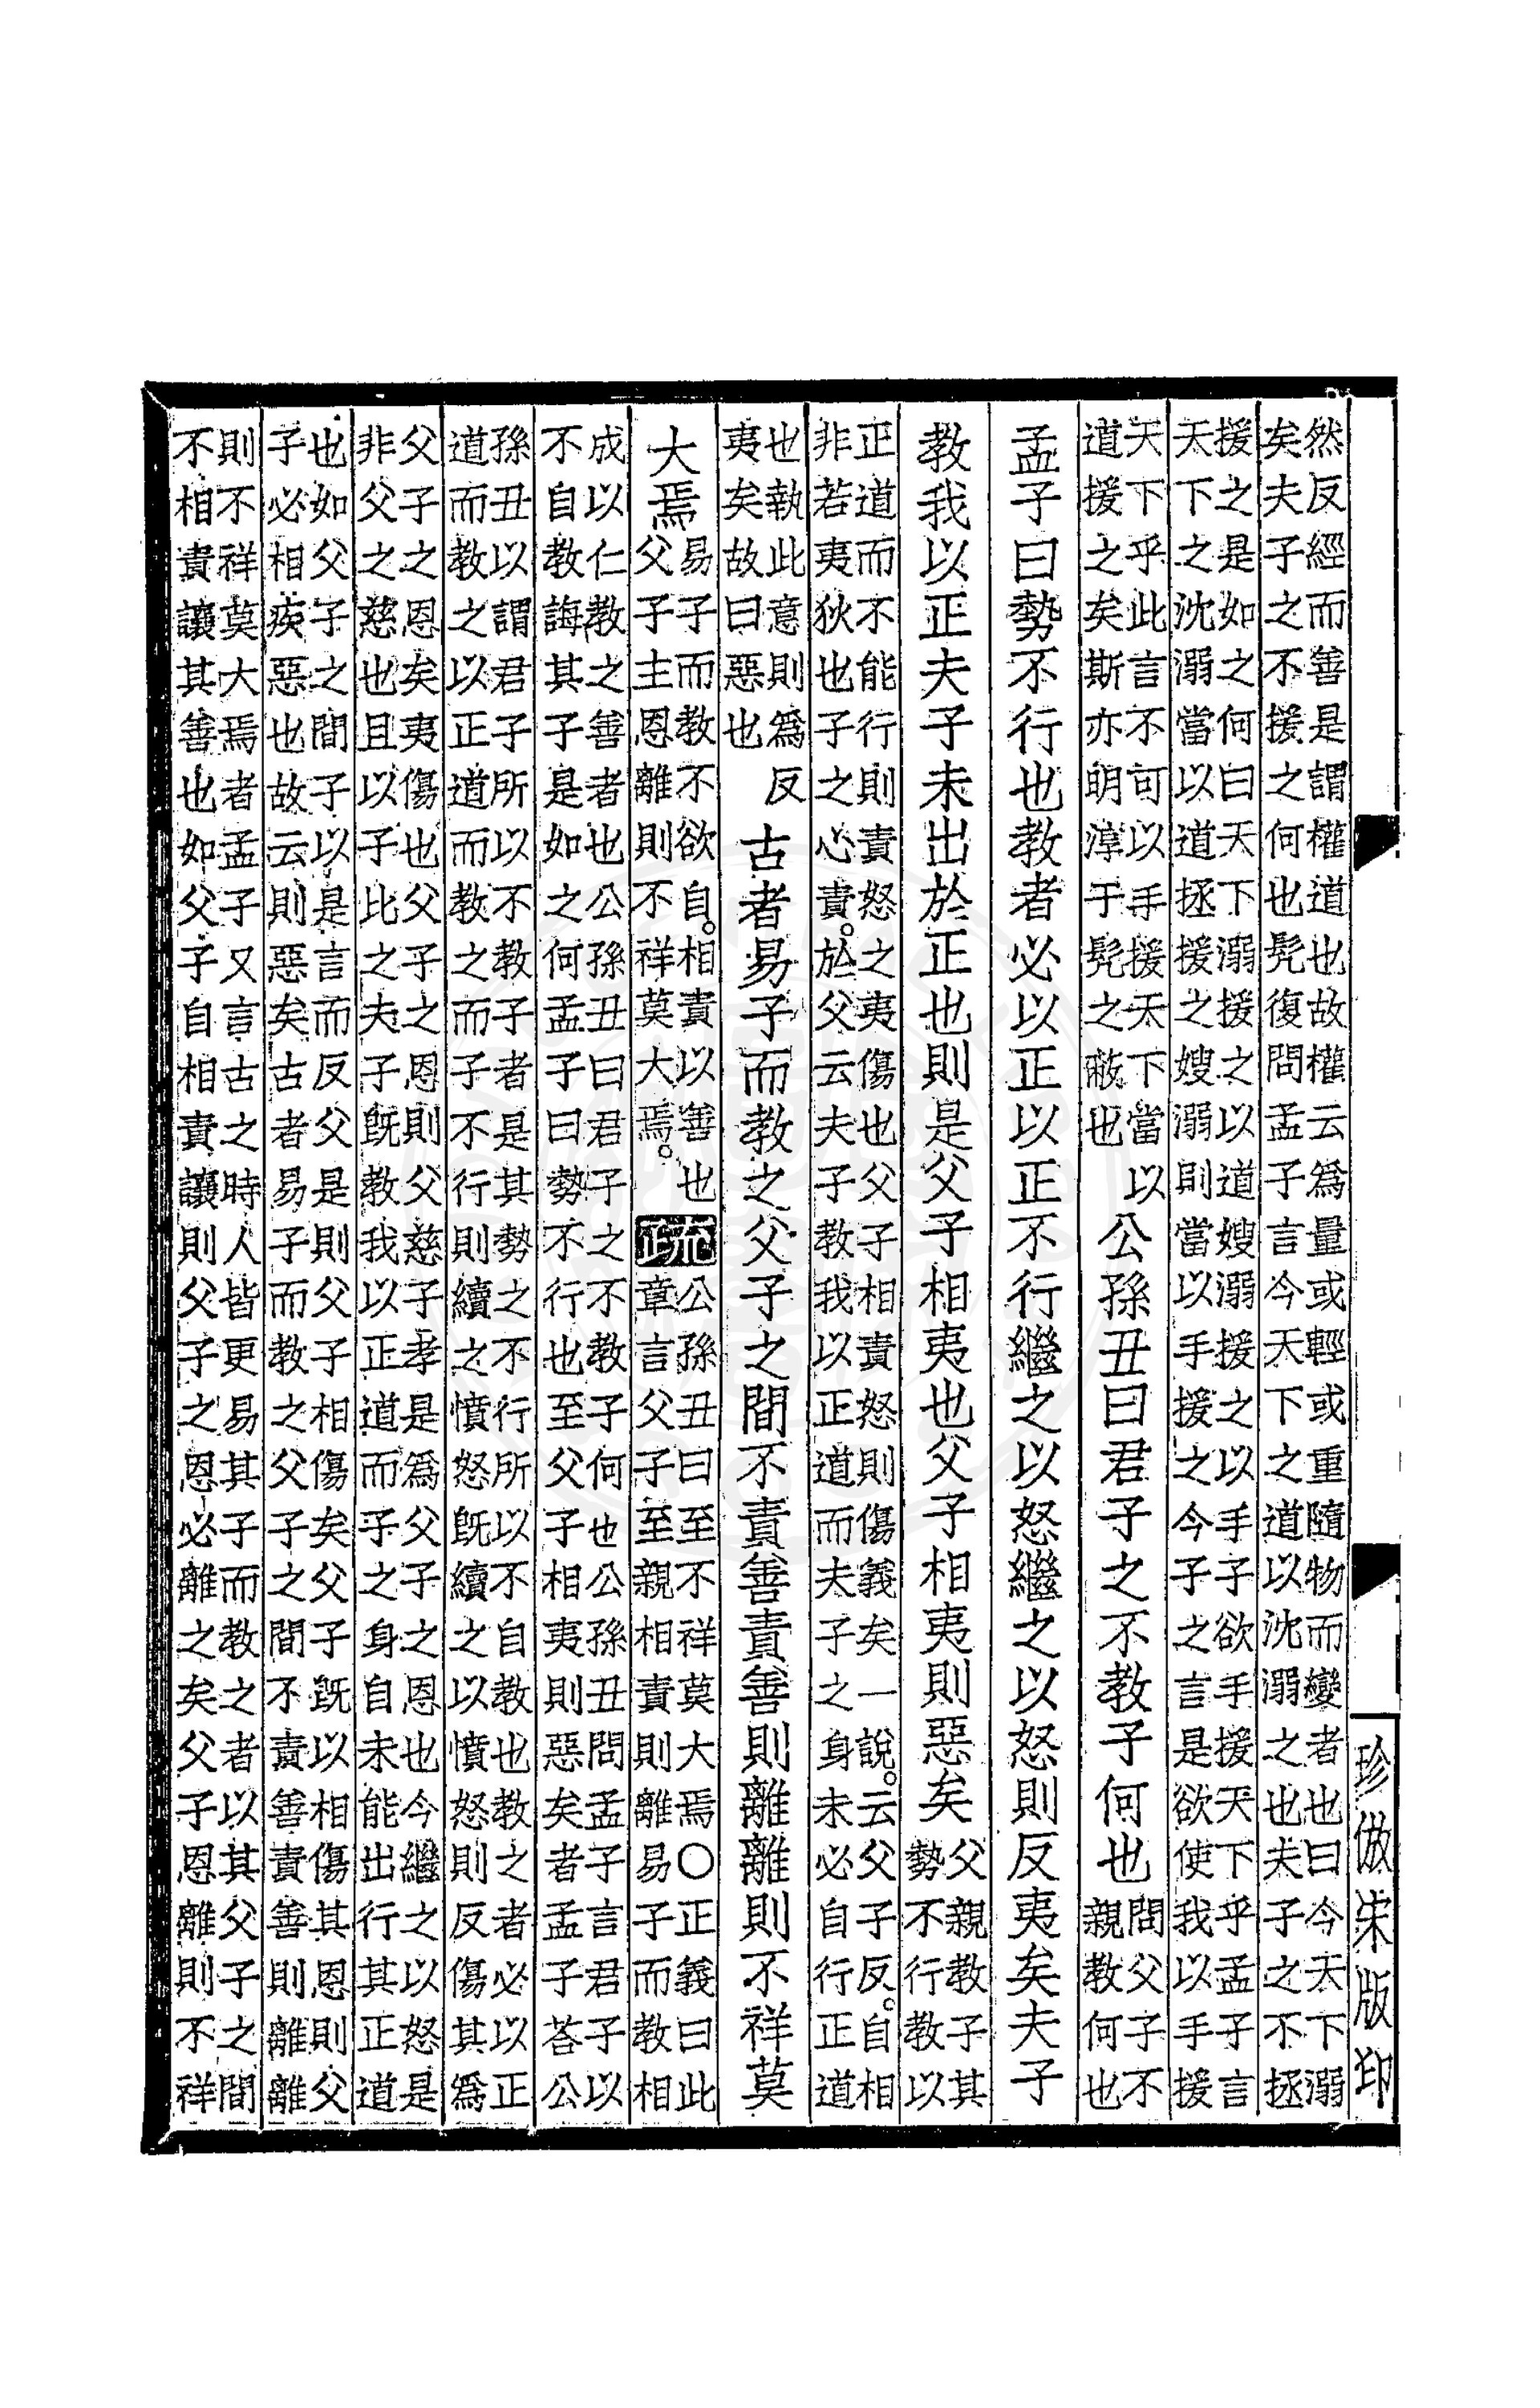 珍倣宋版印
然反經而善是謂權道也故權云爲量或輕或重隨物而變者也曰今天下溺
矣夫子之不援之何也髡復問孟子言今天下之道以沈溺之也夫子之不拯
援之是如之何曰天下溺援之以道嫂溺援之以手子欲手援天下乎孟子言
天下之沈溺當以道拯援之嫂溺則當以手援之今子之言是欲使我以手援
天下乎此言不可以手援天下當以
道援之矣斯亦明淳于髡之蔽也
公孫丑曰君子之不教子何也
問父子不
親教何也
孟子曰勢不行也教者必以正以正不行繼之以怒繼之以怒則反夷矣夫子
教我以正夫子未出於正也則是父子相夷也父子相夷則惡矣
父親教子其
勢不行教以
正道而不能行則責怒之夷傷也父子相責怒則傷義矣一說。云父子反。自相
非若夷狄也子之心責。於父云夫子教我以正道而夫子之身未必自行正道
也執此意則爲反
夷矣故曰惡也
古者易子而教之父子之間不責善責善則離離則不祥莫
大焉
易子而教不欲自。相責以善也
父子主恩離則不祥莫大焉。
疏
公孫丑曰至不祥莫大焉○正義曰此
章言父子至親相責則離易子而教相
成以仁教之善者也公孫丑曰君子之不教子何也公孫丑問孟子言君子以
不自教誨其子是如之何孟子曰勢不行也至父子相夷則惡矣者孟子荅公
孫丑以謂君子所以不教子者是其勢之不行所以不自教也教之者必以正
道而教之以正道而教之而子不行則續之憤怒既續之以憤怒則反傷其爲
父子之恩矣夷傷也父子之恩則父慈子孝是爲父子之恩也今繼之以怒是
非父之慈也且以子比之夫子既教我以正道而子之身自未能出行其正道
也如父子之間子以是言而反父是則父子相傷矣父子既以相傷其恩則父
子必相疾惡也故云則惡矣古者易子而教之父子之間不責善責善則離離
則不祥莫大焉者孟子又言古之時人皆更易其子而教之者以其父子之間
不相責讓其善也如父子自相責讓則父子之恩必離之矣父子恩離則不祥